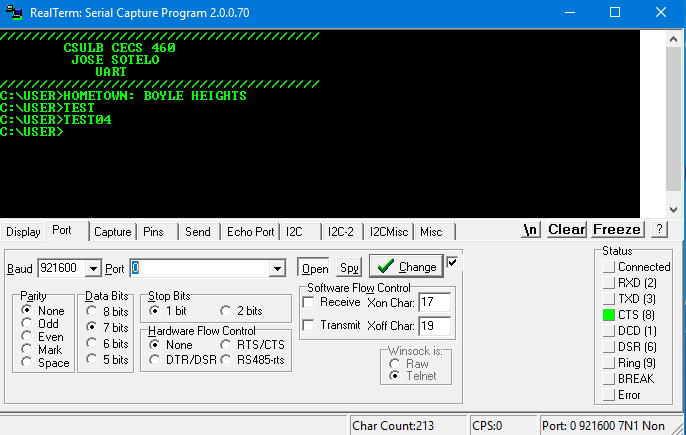 RealTerm: Serial Capture Program 2.0.0.70
////////////////////////////////////////
CSULB CECS 460
JOSE SOTELO
UART
////////////////////////////////////////
C:\USER>HOMETOWN: BOYLE HEIGHTS
C:\USER>TEST
C:\USER>TEST04
C:\USER>
Display Port Capture Pins Send Echo Port I2C I2C-2 I2CMisc Misc \n Clear Freeze ?
Baud 921600 Port 0 Open Spy Change
Parity
None
Odd
Even
Mark
Space
Data Bits
8 bits
7 bits
6 bits
5 bits
Stop Bits
1 bit 2 bits
Hardware Flow Control
None RTS/CTS
DTR/DSR RS485-rts
Software Flow Control
Receive Xon Char: 17
Transmit Xoff Char: 19
Winsock is:
Raw
Telnet
Status
Connected
RXD (2)
TXD (3)
CTS (8)
DCD (1)
DSR (6)
Ring (9)
BREAK
Error
Char Count:213 CPS:0 Port: 0 921600 7N1 Non